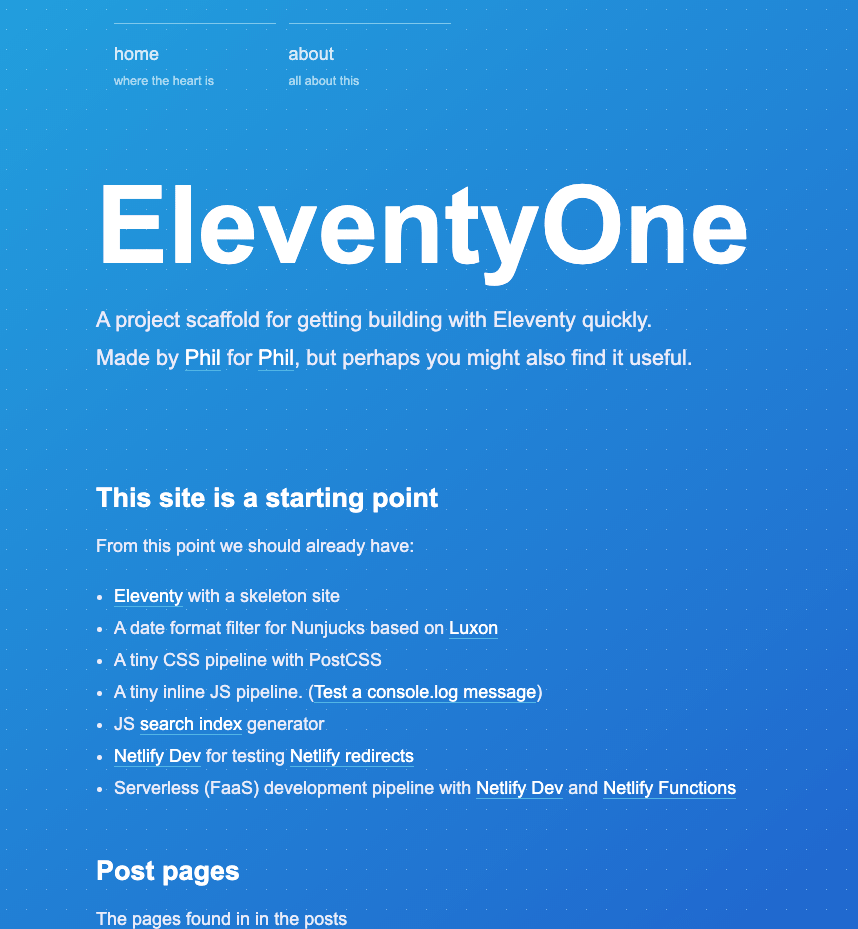 home about
where the heart is all about this
EleventyOne
A project scaffold for getting building with Eleventy quickly.
Made by Phil for Phil, but perhaps you might also find it useful.
This site is a starting point
From this point we should already have:
• Eleventy with a skeleton site
• A date format filter for Nunjucks based on Luxon
• A tiny CSS pipeline with PostCSS
• A tiny inline JS pipeline. (Test a console.log message)
• JS search index generator
• Netlify Dev for testing Netlify redirects
• Serverless (FaaS) development pipeline with Netlify Dev and Netlify Functions
Post pages
The pages found in in the posts